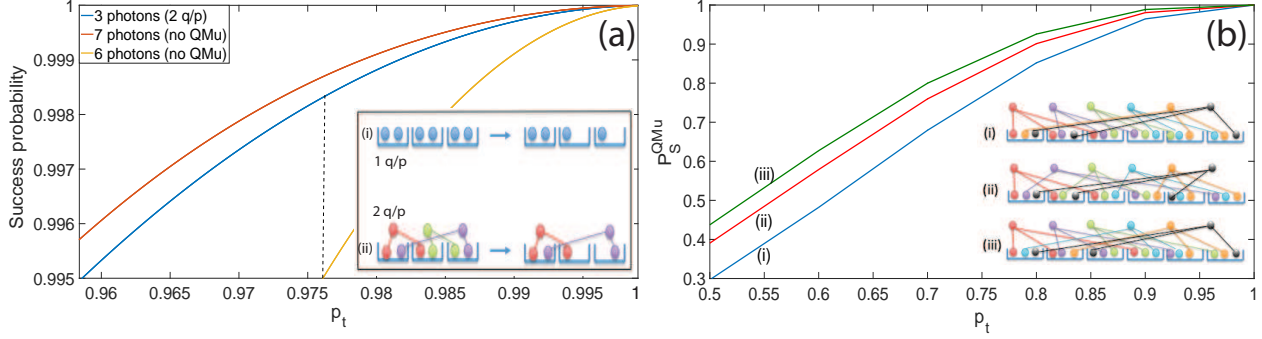 3 photons (2 q/p)
7 photons (no QMu)
6 photons (no QMu)
(a)
Success probability
1
0.999
0.998
0.997
0.996
0.995
0.96
0.965
0.97
0.975
0.98
0.985
0.99
0.995
1
p_t
(i)
1 q/p
2 q/p
(ii)
(b)
P_S^QMu
1
0.9
0.8
0.7
0.6
0.5
0.4
0.3
0.5
0.55
0.6
0.65
0.7
0.75
0.8
0.85
0.9
0.95
1
p_t
(iii)
(ii)
(i)
(i)
(ii)
(iii)